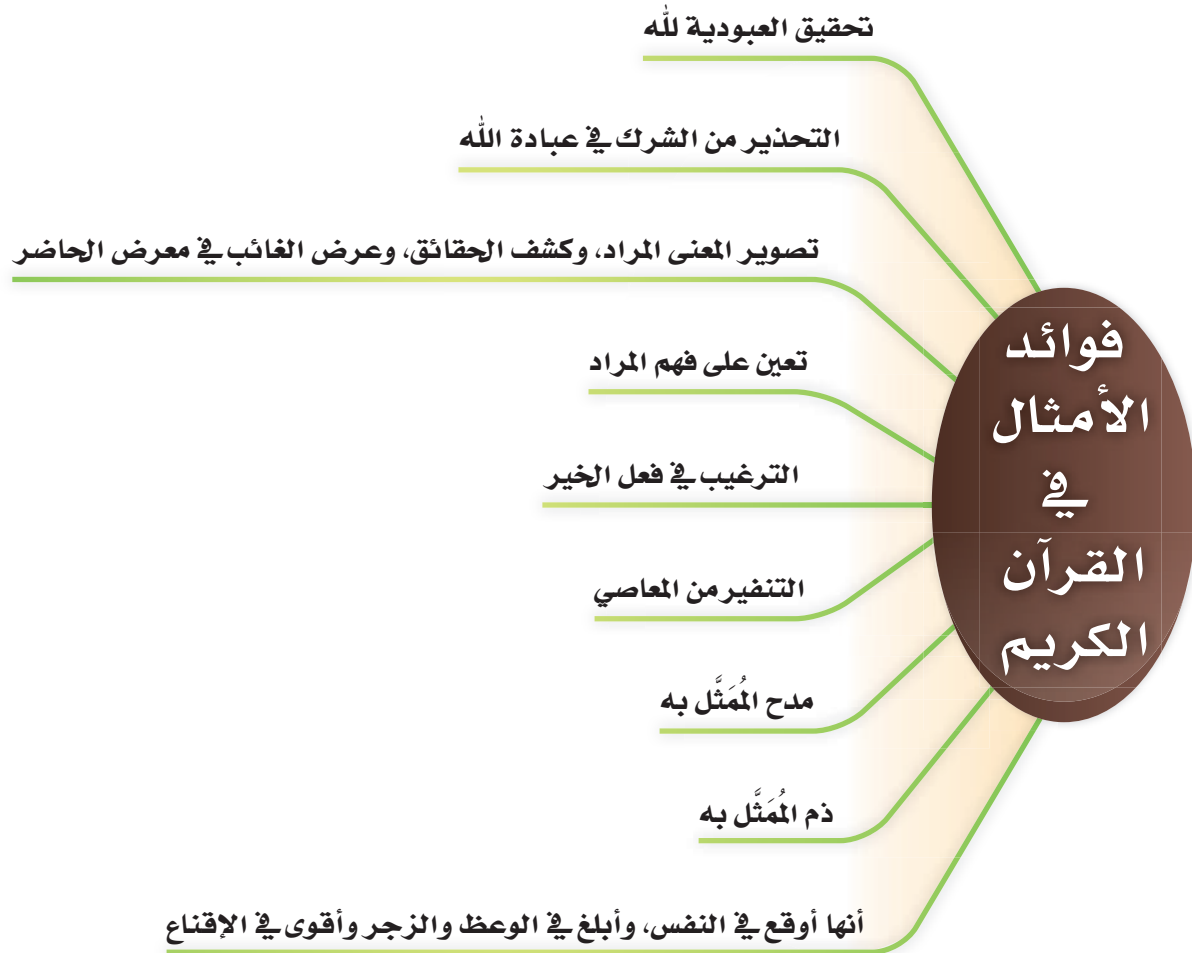 فوائد
الأمثال
في
القرآن
الكريم
تحقيق العبودية لله
التحذير من الشرك في عبادة الله
تصوير المعنى المراد، وكشف الحقائق، وعرض الغائب في معرض الحاضر
تعين على فهم المراد
الترغيب في فعل الخير
التنفير من المعاصي
مدح المُمَثَّل به
ذم المُمَثَّل به
أنها أوقع في النفس، وأبلغ في الوعظ والزجر وأقوى في الإقناع